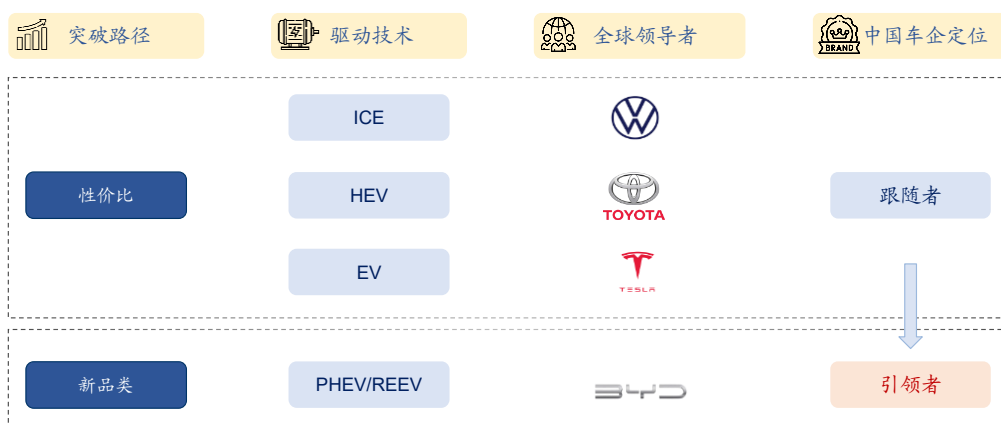 突破路径
驱动技术
全球领导者
BRAND
中国车企定位
ICE
性价比
HEV
TOYOTA
跟随者
EV
TESLA
新品类
PHEV/REEV
BYD
引领者